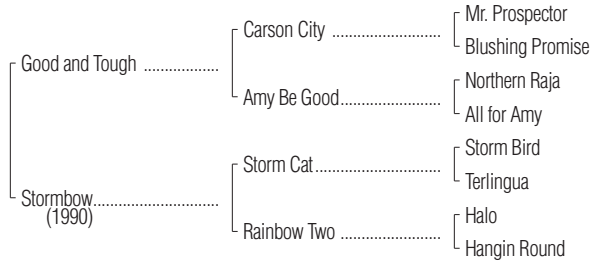 Mr. Prospector
Carson City ....................
Blushing Promise
Good and Tough ..................
Northern Raja
Amy Be Good........................
All for Amy
Storm Bird
Storm Cat..............................
Terlingua
Stormbow..............................
(1990)
Halo
Rainbow Two ........................
Hangin Round